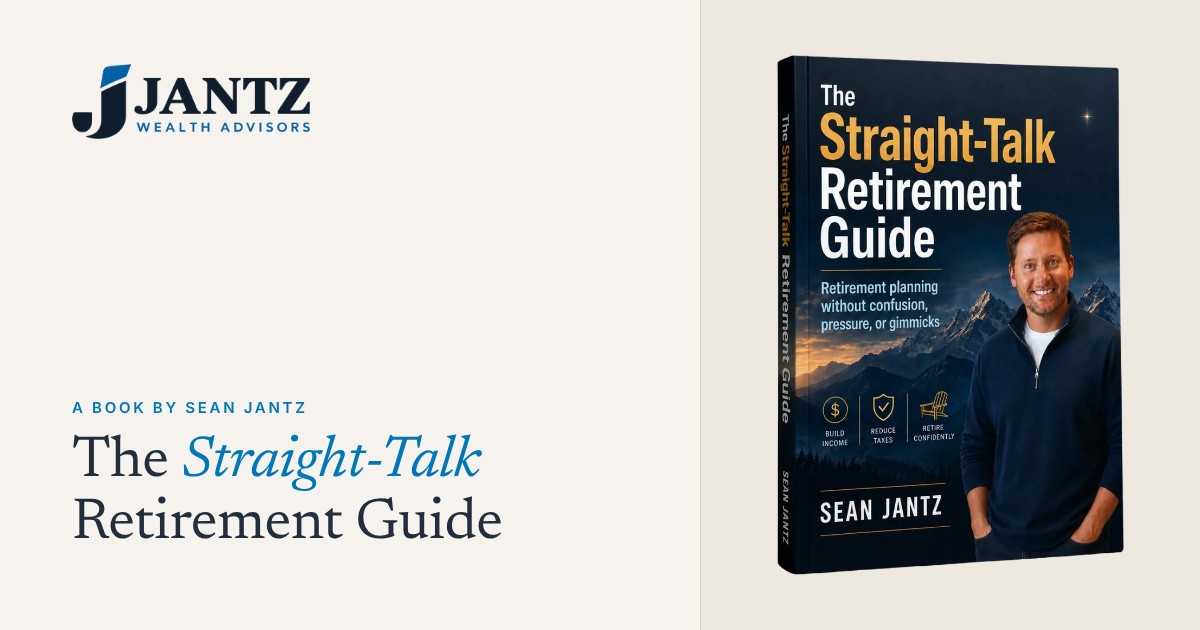 JANTZ
WEALTH ADVISORS
A BOOK BY SEAN JANTZ
The Straight-Talk
Retirement Guide
The Straight-Talk Retirement Guide
SEAN JANTZ
The
Straight-Talk
Retirement
Guide
Retirement planning
without confusion,
pressure, or gimmicks
$
BUILD
INCOME
REDUCE
TAXES
RETIRE
CONFIDENTLY
SEAN JANTZ